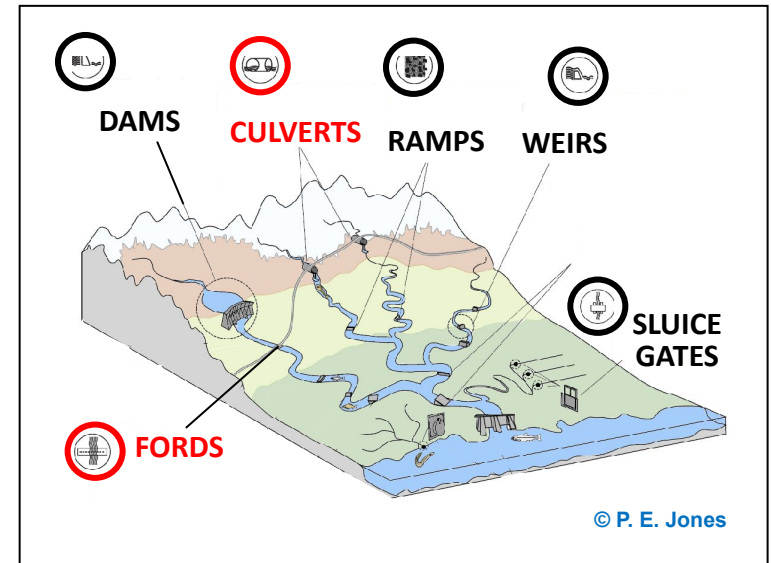 DAMS
CULVERTS
RAMPS
WEIRS
SLUICE
GATES
FORDS
© P. E. Jones